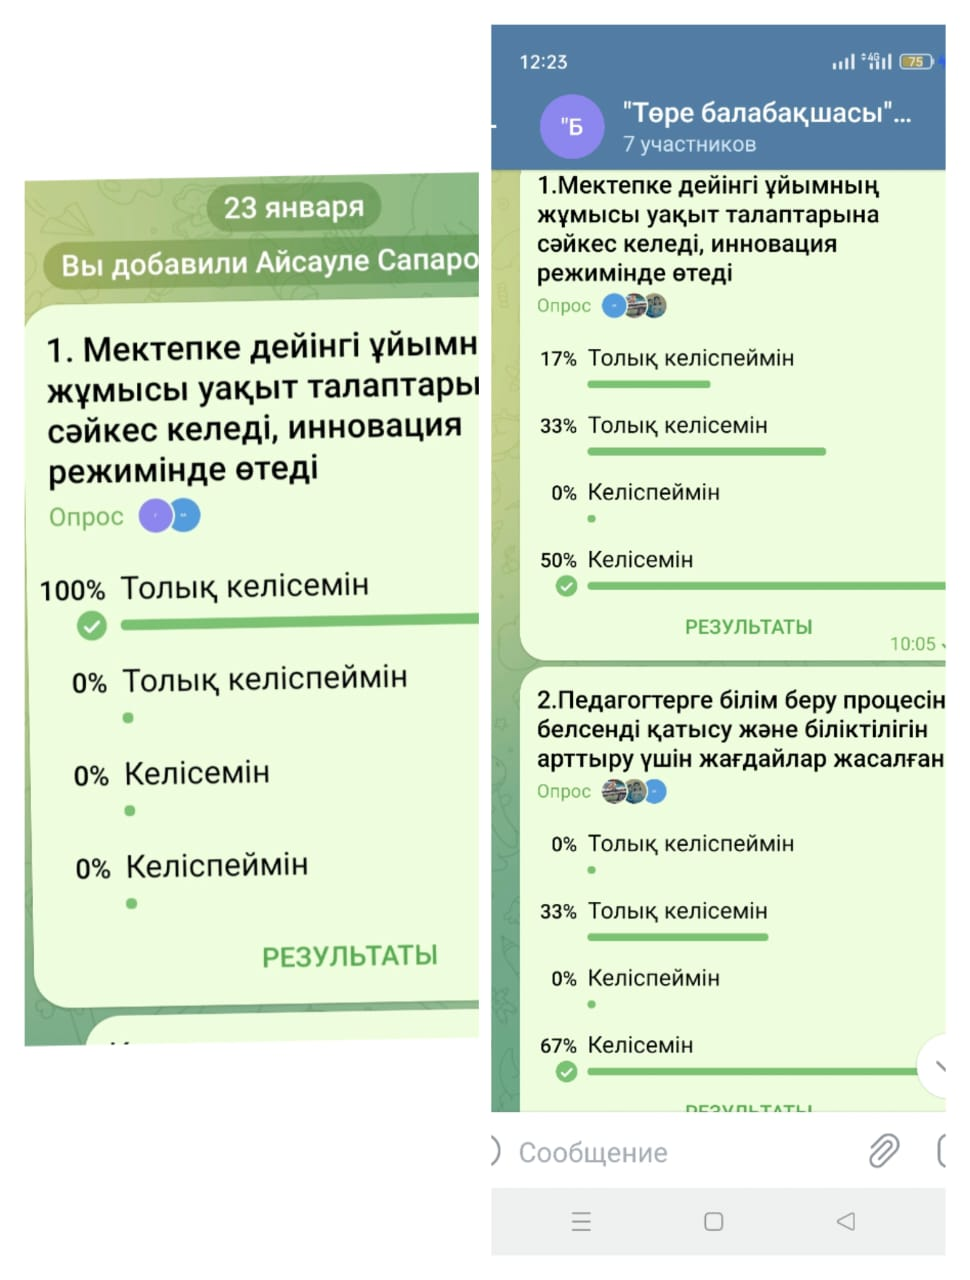 23 января
Вы добавили Айсауле Сапаро
1. Мектепке дейінгі ұйымн
жұмысы уақыт талаптары
сәйкес келеді, инновация
режимінде өтеді
Опрос
100% Толық келісемін
0% Толық келіспеймін
0% Келісемін
0% Келіспеймін
РЕЗУЛЬТАТЫ
12:23
4G
75
"Б
"Төре балабақшасы"...
7 участников
1.Мектепке дейінгі ұйымның
жұмысы уақыт талаптарына
сәйкес келеді, инновация
режимінде өтеді
Опрос
17% Толық келіспеймін
33% Толық келісемін
0% Келіспеймін
50% Келісемін
РЕЗУЛЬТАТЫ
10:05
2.Педагогтерге білім беру процесін
белсенді қатысу және біліктілігін
арттыру үшін жағдайлар жасалған
Опрос
0% Толық келіспеймін
33% Толық келісемін
0% Келіспеймін
67% Келісемін
РЕЗУЛЬТАТЫ
Сообщение